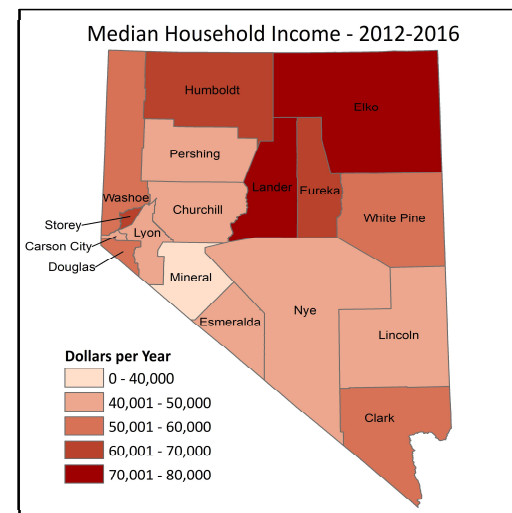 Median Household Income - 2012-2016
Humboldt
Elko
Pershing
Lander
Eureka
Washoe
Churchill
White Pine
Storey
Lyon
Carson City
Douglas
Mineral
Nye
Esmeralda
Lincoln
Clark
Dollars per Year
0 - 40,000
40,001 - 50,000
50,001 - 60,000
60,001 - 70,000
70,001 - 80,000